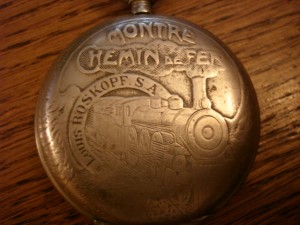 MONTRE
CHEMIN DE FER
LOUIS ROSKOPF S.A